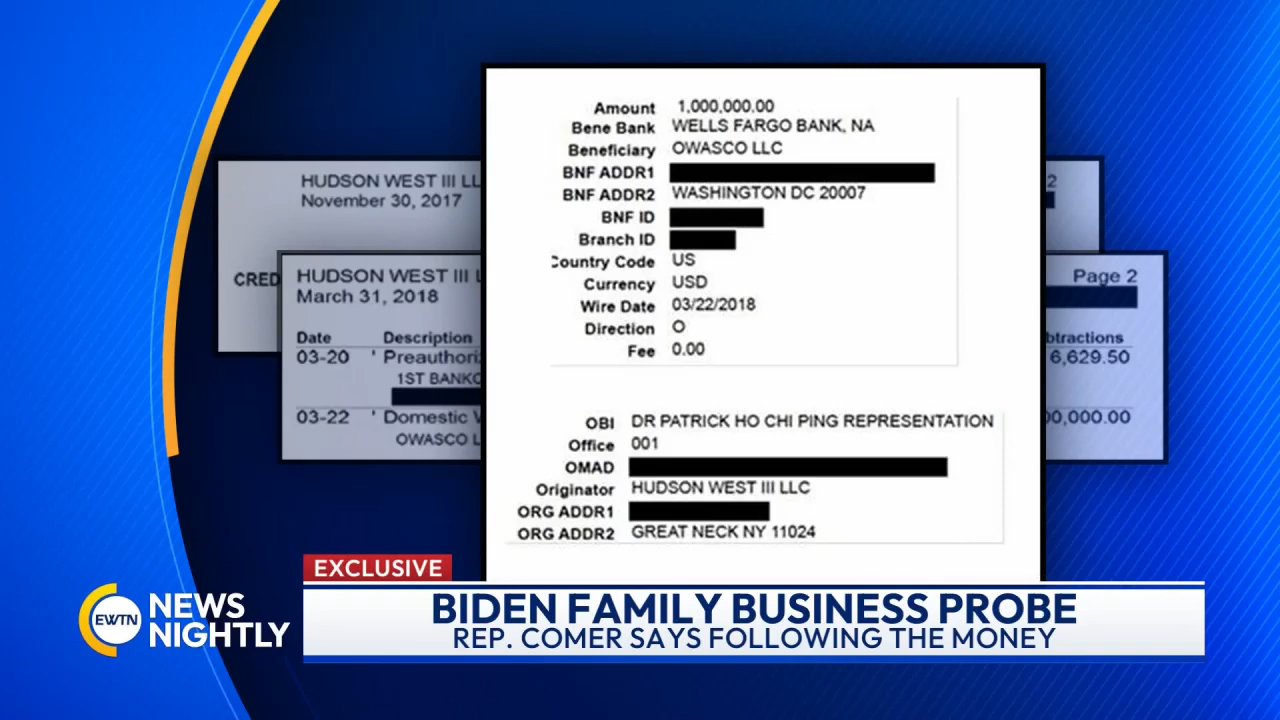 HUDSON WEST III LL
November 30, 2017
CRED
2
HUDSON WEST III L
March 31, 2018
Page 2
Date Description btractions
03-20 ' Preauthori 6,629.50
1ST BANKC
03-22 ' Domestic W 00,000.00
OWASCO L
Amount 1,000,000.00
Bene Bank WELLS FARGO BANK, NA
Beneficiary OWASCO LLC
BNF ADDR1
BNF ADDR2 WASHINGTON DC 20007
BNF ID
Branch ID
Country Code US
Currency USD
Wire Date 03/22/2018
Direction O
Fee 0.00
OBI DR PATRICK HO CHI PING REPRESENTATION
Office 001
OMAD
Originator HUDSON WEST III LLC
ORG ADDR1
ORG ADDR2 GREAT NECK NY 11024
EXCLUSIVE
BIDEN FAMILY BUSINESS PROBE
REP. COMER SAYS FOLLOWING THE MONEY
EWTN NEWS
NIGHTLY